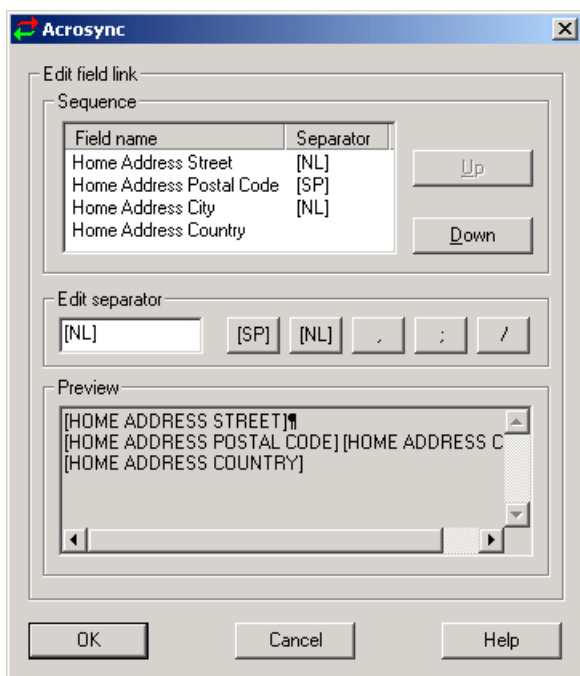 Acrosync
Edit field link
Sequence
Field name Separator
Home Address Street [NL]
Home Address Postal Code [SP]
Home Address City [NL]
Home Address Country
Up
Down
Edit separator
[NL] [SP] [NL] , ; /
Preview
[HOME ADDRESS STREET]¶
[HOME ADDRESS POSTAL CODE] [HOME ADDRESS C
[HOME ADDRESS COUNTRY]
OK Cancel Help